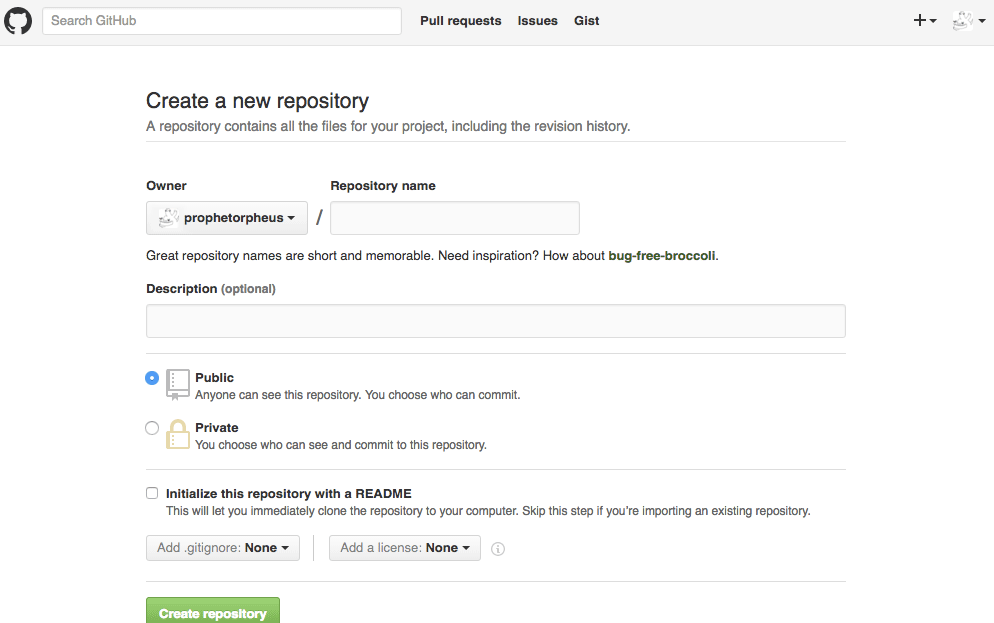 Search GitHub Pull requests Issues Gist
Create a new repository
A repository contains all the files for your project, including the revision history.
Owner Repository name
prophetorpheus /
Great repository names are short and memorable. Need inspiration? How about bug-free-broccoli.
Description (optional)
Public
Anyone can see this repository. You choose who can commit.
Private
You choose who can see and commit to this repository.
Initialize this repository with a README
This will let you immediately clone the repository to your computer. Skip this step if you’re importing an existing repository.
Add .gitignore: None Add a license: None
Create repository